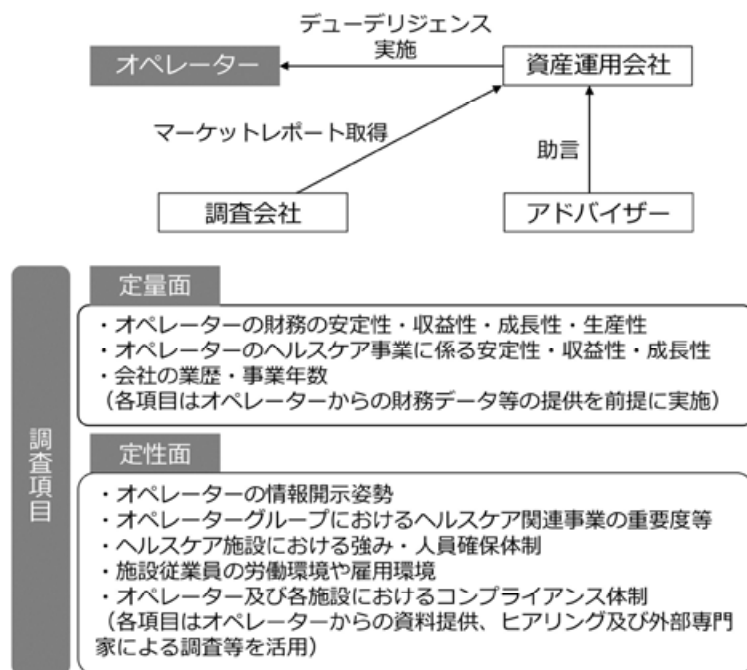 デューデリジェンス
実施
オペレーター
資産運用会社
マーケットレポート取得
助言
調査会社
アドバイザー
調査項目
定量面
・オペレーターの財務の安定性・収益性・成長性・生産性
・オペレーターのヘルスケア事業に係る安定性・収益性・成長性
・会社の業歴・事業年数
（各項目はオペレーターからの財務データ等の提供を前提に実施）
定性面
・オペレーターの情報開示姿勢
・オペレーターグループにおけるヘルスケア関連事業の重要度等
・ヘルスケア施設における強み・人員確保体制
・施設従業員の労働環境や雇用環境
・オペレーター及び各施設におけるコンプライアンス体制
（各項目はオペレーターからの資料提供、ヒアリング及び外部専門
家による調査等を活用）